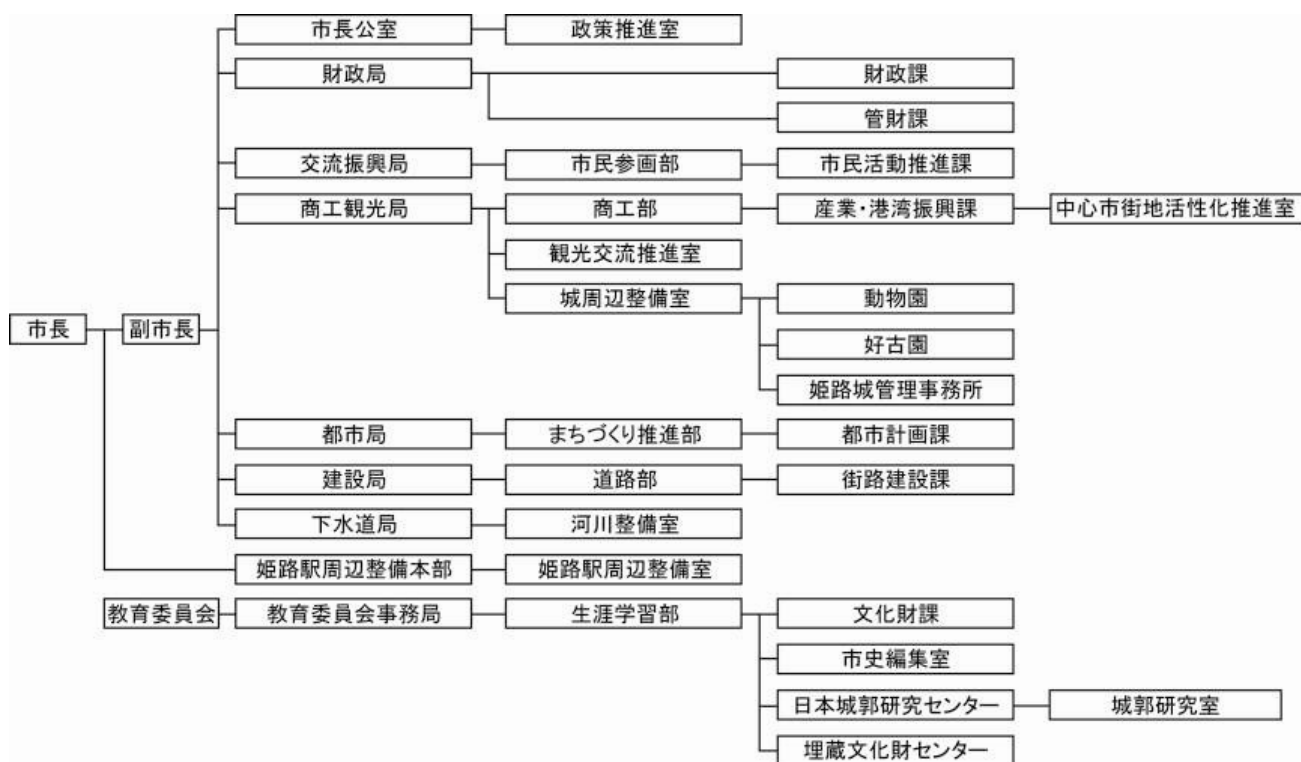 市長公室
政策推進室
財政局
財政課
管財課
交流振興局
市民参画部
市民活動推進課
商工観光局
商工部
産業・港湾振興課
中心市街地活性化推進室
観光交流推進室
城周辺整備室
動物園
市長
副市長
好古園
姫路城管理事務所
都市局
まちづくり推進部
都市計画課
建設局
道路部
街路建設課
下水道局
河川整備室
姫路駅周辺整備本部
姫路駅周辺整備室
教育委員会
教育委員会事務局
生涯学習部
文化財課
市史編集室
日本城郭研究センター
城郭研究室
埋蔵文化財センター